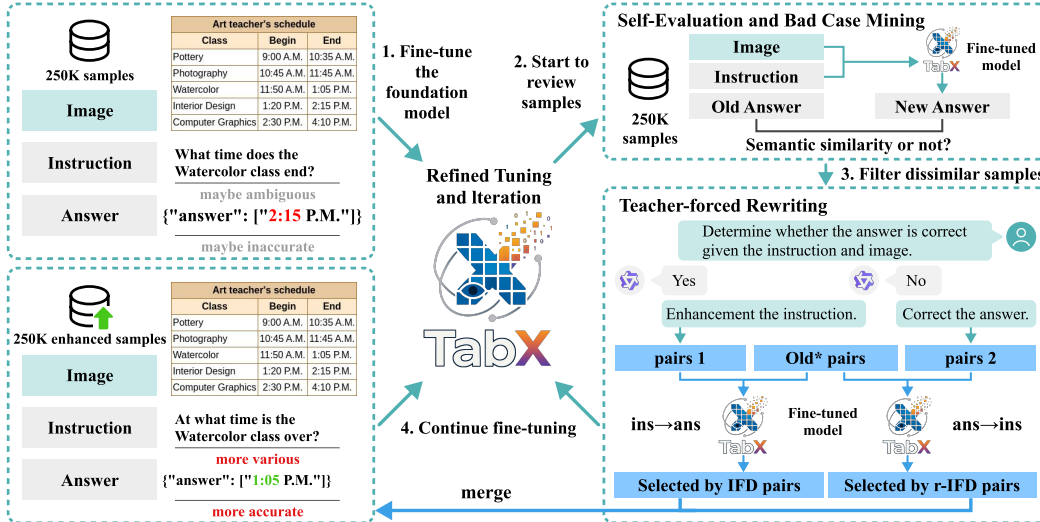 250K samples
Image
Instruction
Answer
Art teacher's schedule
Class Begin End
Pottery 9:00 A.M. 10:35 A.M.
Photography 10:45 A.M. 11:45 A.M.
Watercolor 11:50 A.M. 1:05 P.M.
Interior Design 1:20 P.M. 2:15 P.M.
Computer Graphics 2:30 P.M. 4:10 P.M.
What time does the
Watercolor class end?
maybe ambiguous
{"answer": ["2:15 P.M."]}
maybe inaccurate
250K enhanced samples
Image
Instruction
Answer
Art teacher's schedule
Class Begin End
Pottery 9:00 A.M. 10:35 A.M.
Photography 10:45 A.M. 11:45 A.M.
Watercolor 11:50 A.M. 1:05 P.M.
Interior Design 1:20 P.M. 2:15 P.M.
Computer Graphics 2:30 P.M. 4:10 P.M.
At what time is the
Watercolor class over?
more various
{"answer": ["1:05 P.M."]}
more accurate
1. Fine-tune
the
foundation
model
2. Start to
review
samples
Refined Tuning
and Iteration
TabX
4. Continue fine-tuning
merge
Self-Evaluation and Bad Case Mining
250K
samples
Image
Instruction
Old Answer
TabX
Fine-tuned
model
New Answer
Semantic similarity or not?
3. Filter dissimilar samples
Teacher-forced Rewriting
Determine whether the answer is correct
given the instruction and image.
Yes
No
Enhancement the instruction.
Correct the answer.
pairs 1
Old* pairs
pairs 2
ins→ans
TabX
Fine-tuned
model
TabX
ans→ins
Selected by IFD pairs
Selected by r-IFD pairs